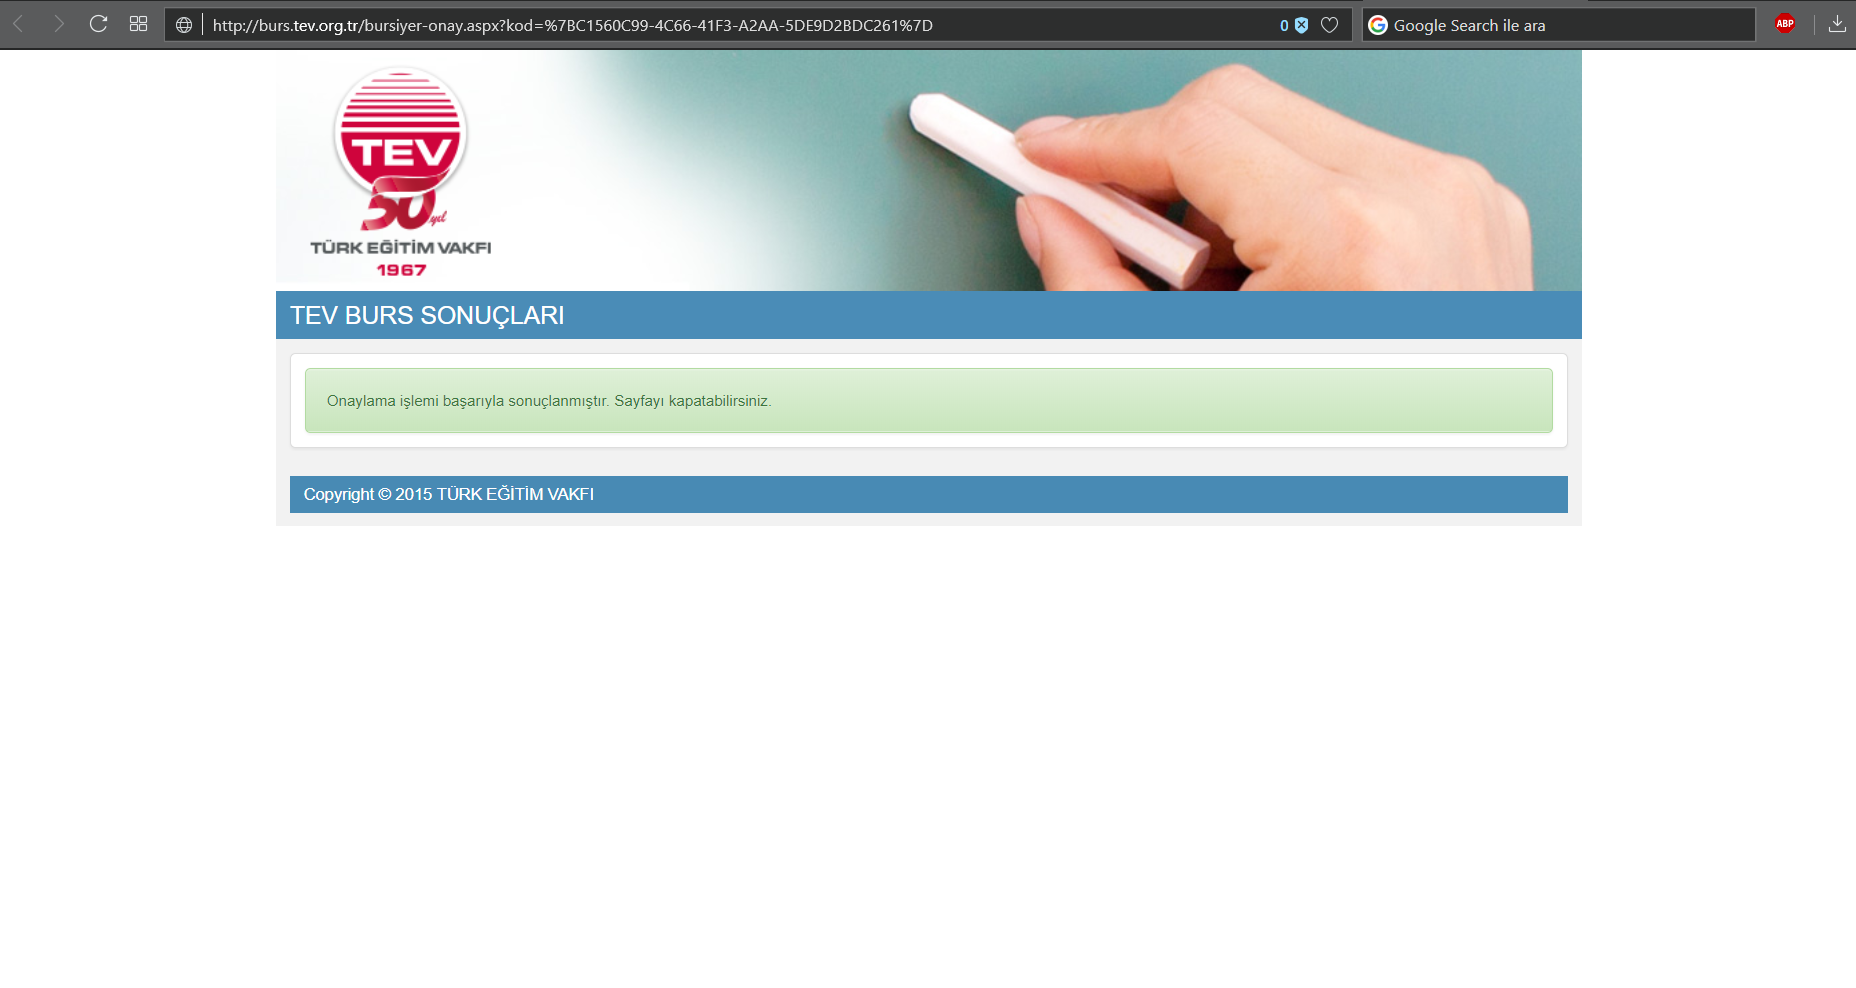 http://burs.tev.org.tr/bursiyer-onay.aspx?kod=%7BC1560C99-4C66-41F3-A2AA-5DE9D2BDC261%7D
0
Google Search ile ara
ABP
TEV
50
yıl
TÜRK EĞİTİM VAKFI
1967
TEV BURS SONUÇLARI
Onaylama işlemi başarıyla sonuçlanmıştır. Sayfayı kapatabilirsiniz.
Copyright © 2015 TÜRK EĞİTİM VAKFI